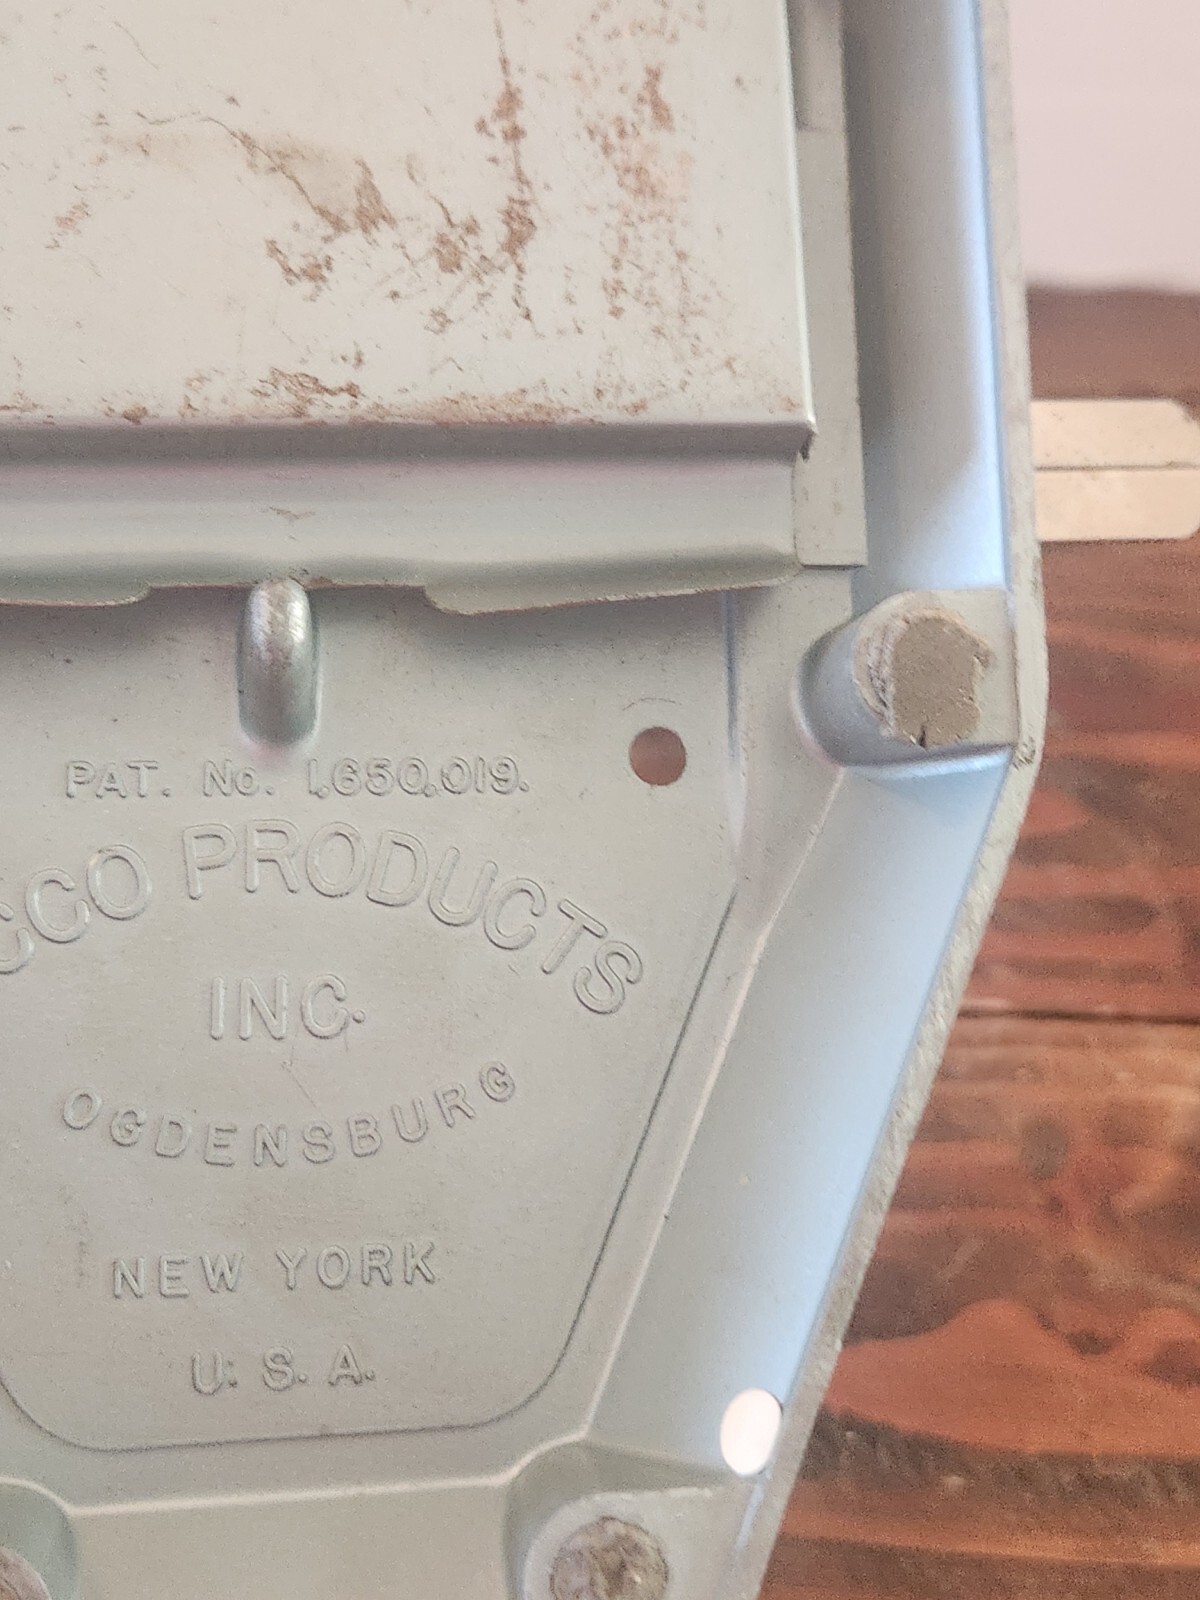 PAT. No. 1,650,019.
CCO PRODUCTS
INC.
OGDENSBURG
NEW YORK
U. S. A.